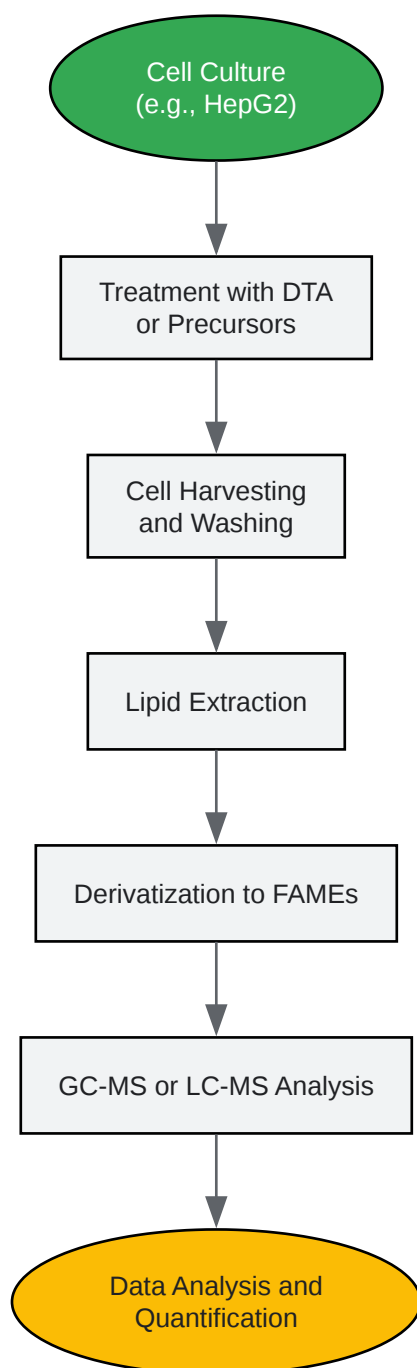 Cell Culture
(e.g., HepG2)
Treatment with DTA
or Precursors
Cell Harvesting
and Washing
Lipid Extraction
Derivatization to FAMEs
GC-MS or LC-MS Analysis
Data Analysis and
Quantification